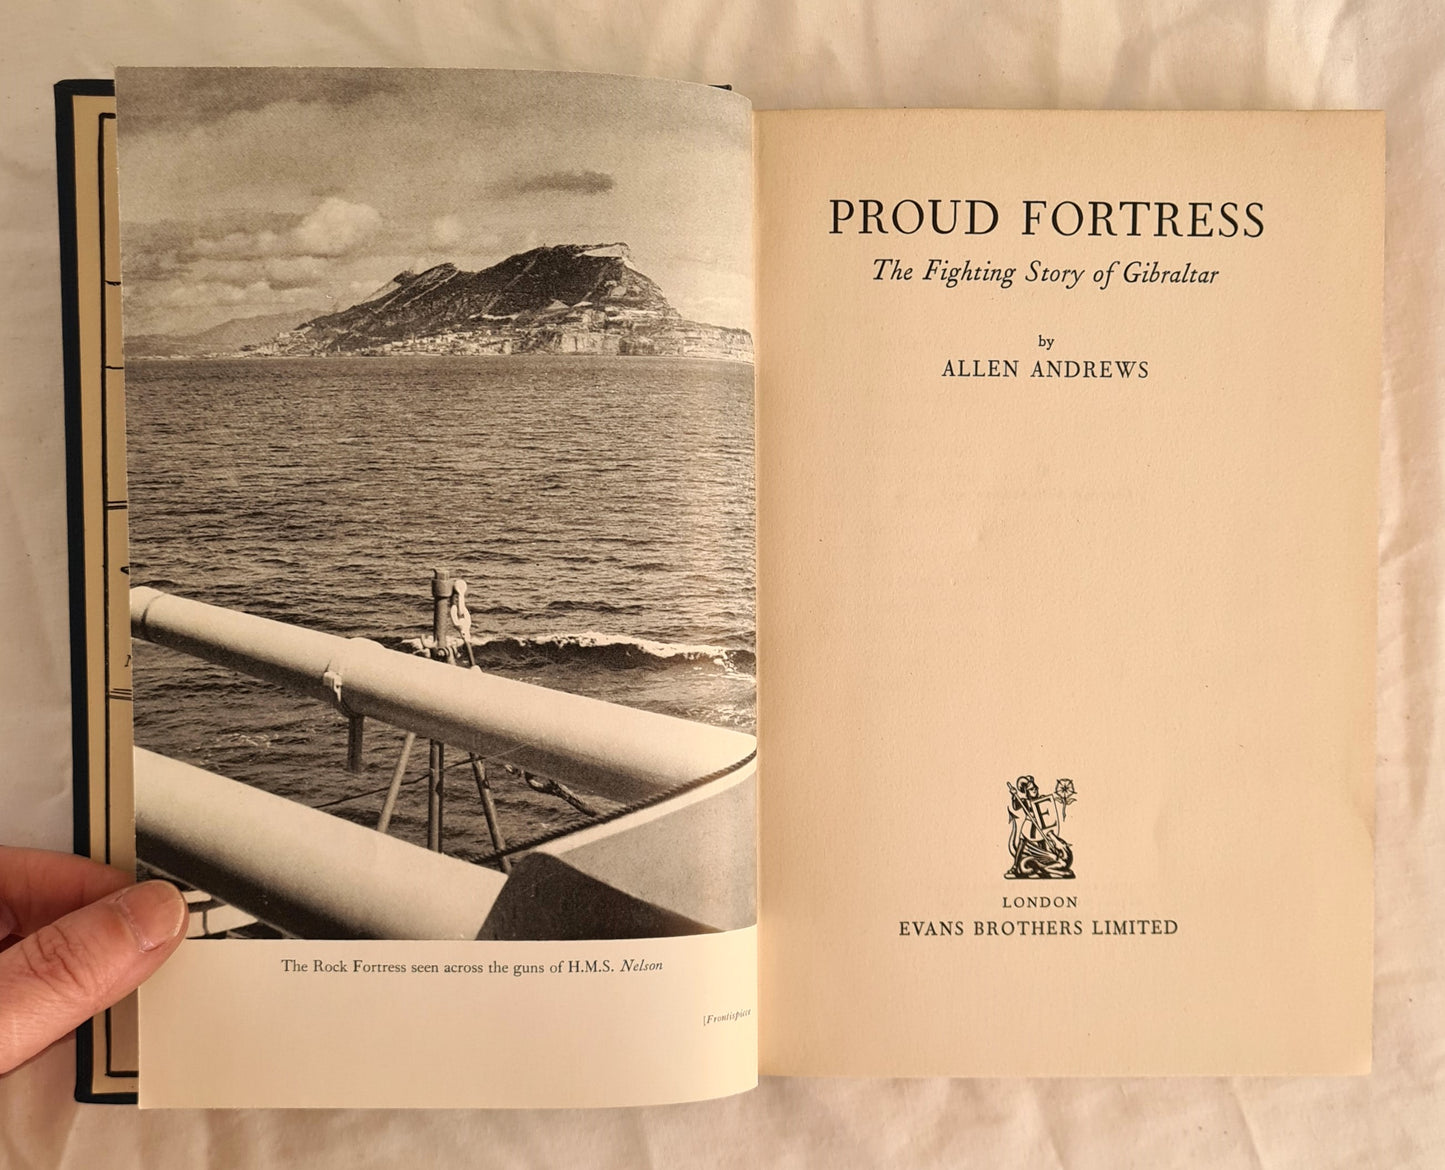 The Rock Fortress seen across the guns of H.M.S. Nelson
[Frontispiece
PROUD FORTRESS
The Fighting Story of Gibraltar
by
ALLEN ANDREWS
E
LONDON
EVANS BROTHERS LIMITED